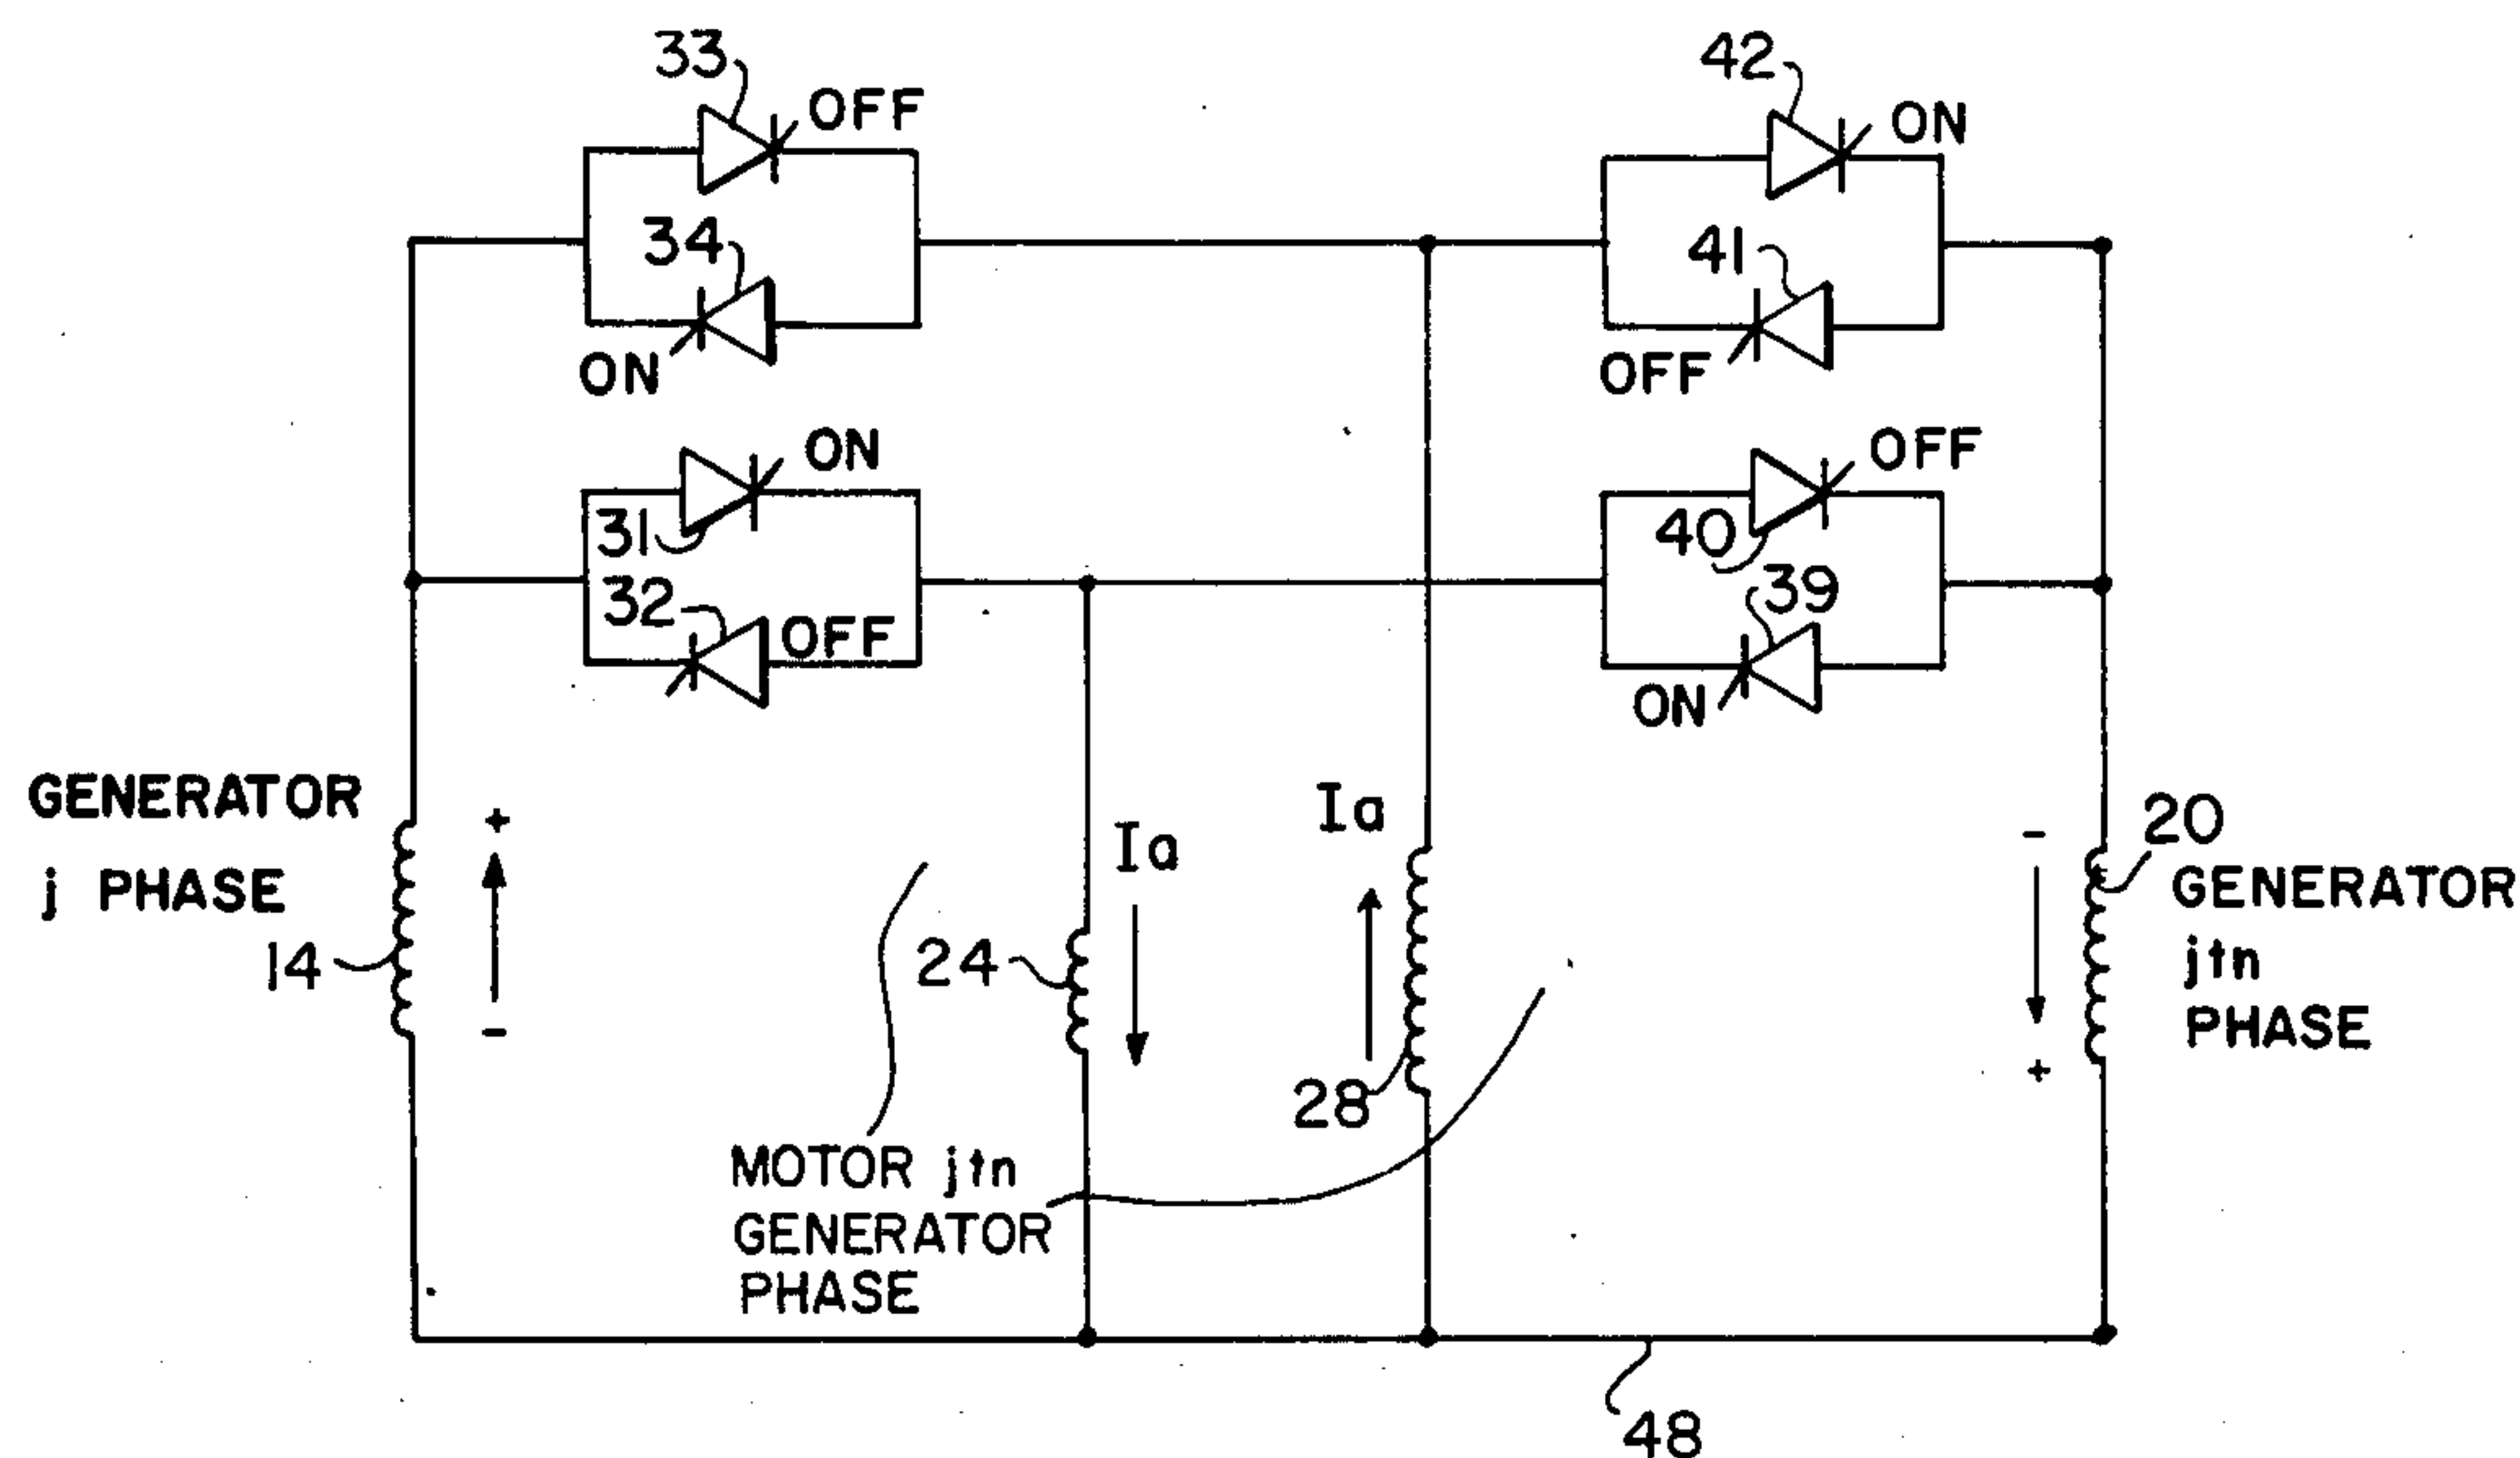 33
OFF
42
ON
34
41
ON
OFF
ON
OFF
31
40
32
OFF
39
ON
GENERATOR
j PHASE
14
+
-
Ia
Ia
24
28
-
+
20
GENERATOR
jtn
PHASE
MOTOR jtn
GENERATOR
PHASE
48